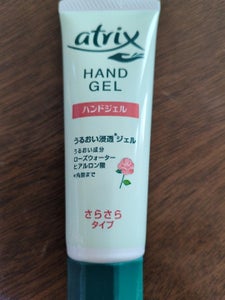 atrix
HAND
GEL
ハンドジェル
うるおい浸透*ジェル
うるおい成分
ローズウォーター
ヒアルロン酸
*角層まで
さらさら
タイプ